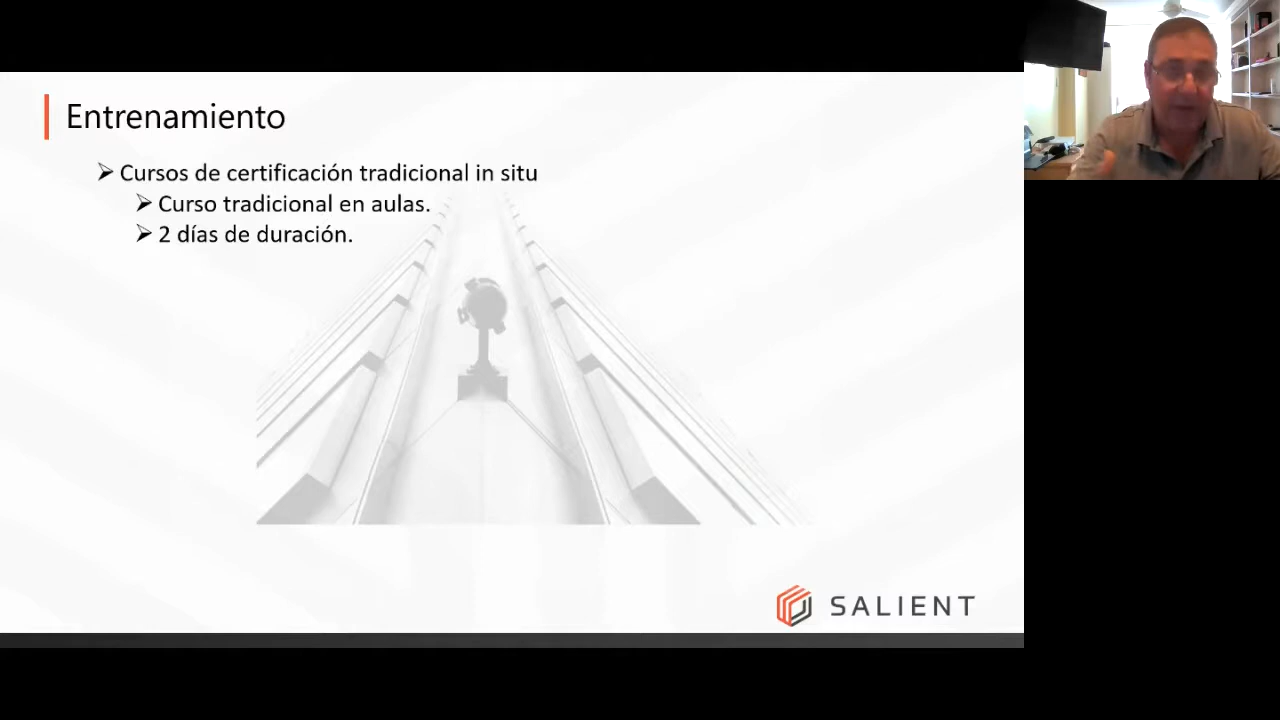 Entrenamiento
⮚ Cursos de certificación tradicional in situ
⮚ Curso tradicional en aulas.
⮚ 2 días de duración.
SALIENT